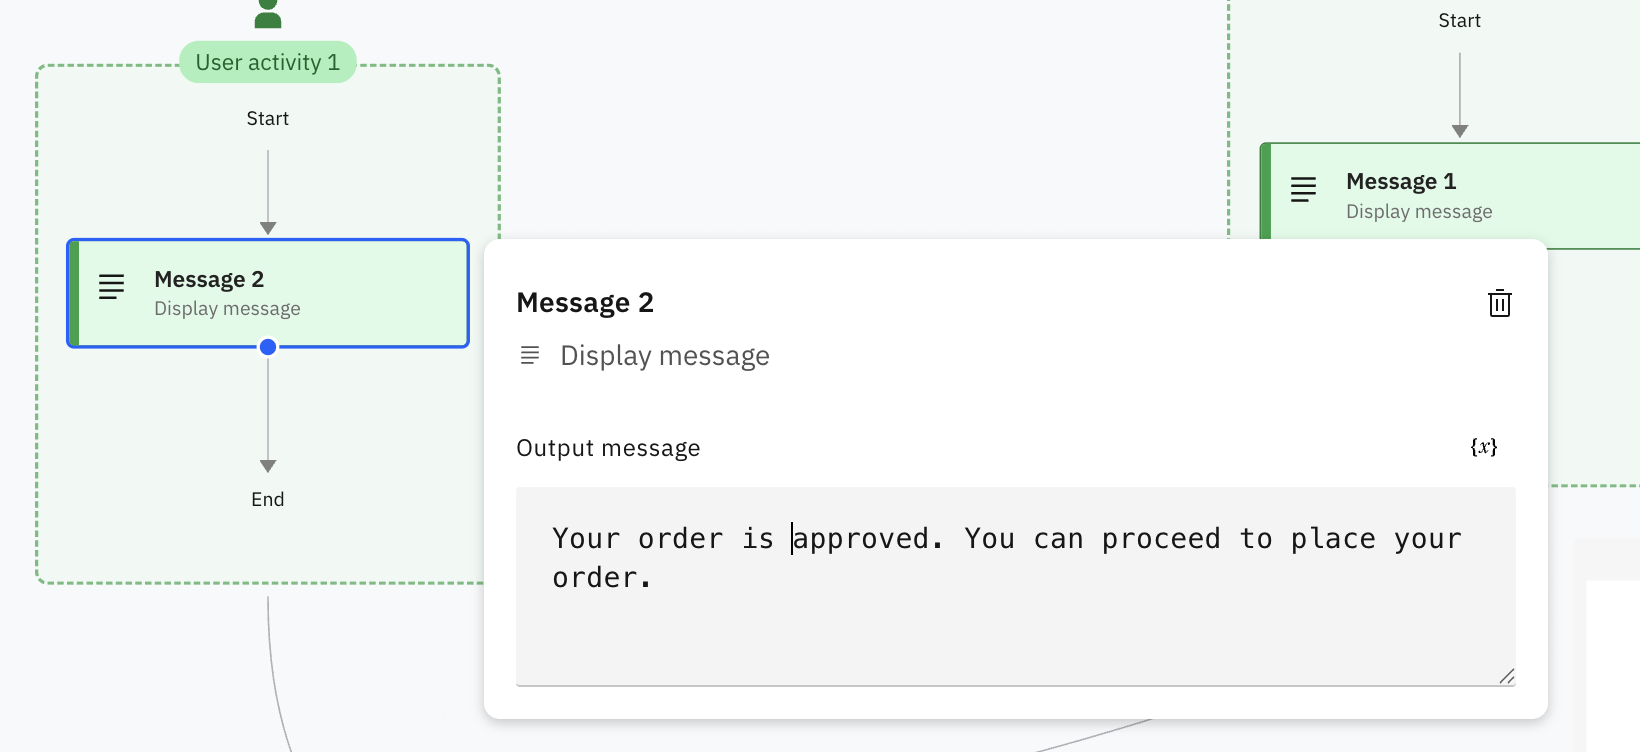 User activity 1
Start
Message 2
Display message
End
Start
Message 1
Display message
Message 2
Display message
Output message
{x}
Your order is approved. You can proceed to place your
order.